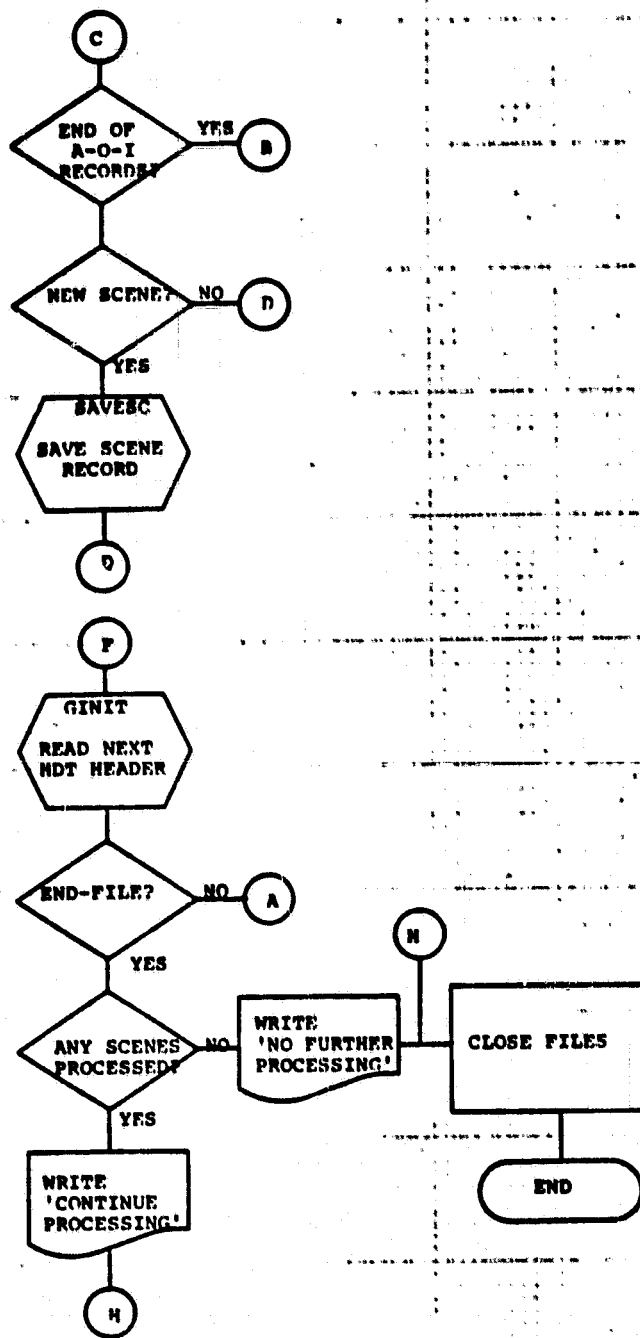 C
END OF
A-O-I
RECORDS?
YES
NEW SCENE?
NO
D
YES
SAVESC
SAVE SCENE
RECORD
GINIT
READ NEXT
HDT HEADER
END-FILE?
NO
A
YES
ANY SCENES
PROCESSED?
NO
WRITE
'NO FURTHER
PROCESSING'
CLOSE FILES
YES
WRITE
'CONTINUE
PROCESSING'
END
H